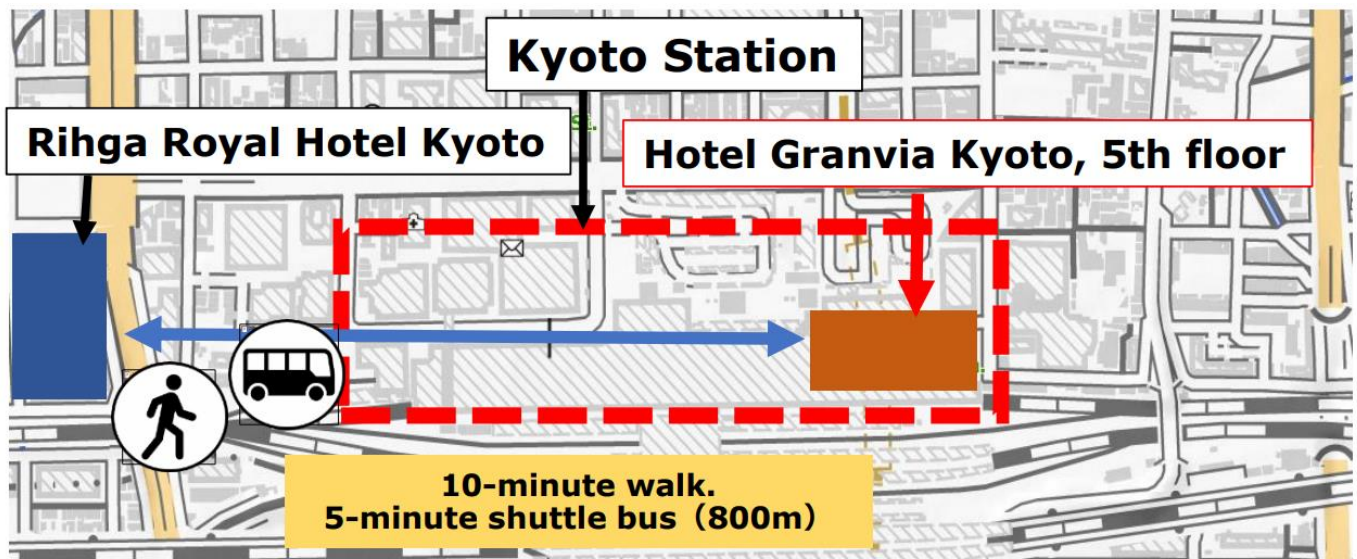 Kyoto Station
Rihga Royal Hotel Kyoto
Hotel Granvia Kyoto, 5th floor
10-minute walk.
5-minute shuttle bus（800m）